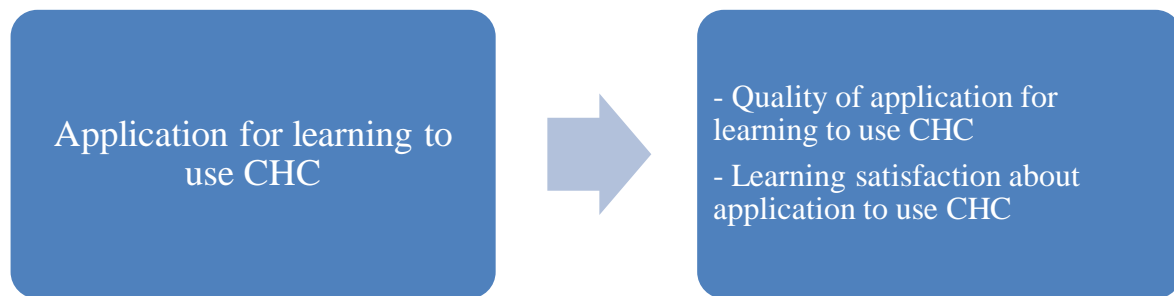 Application for learning to
use CHC
- Quality of application for
learning to use CHC
- Learning satisfaction about
application to use CHC